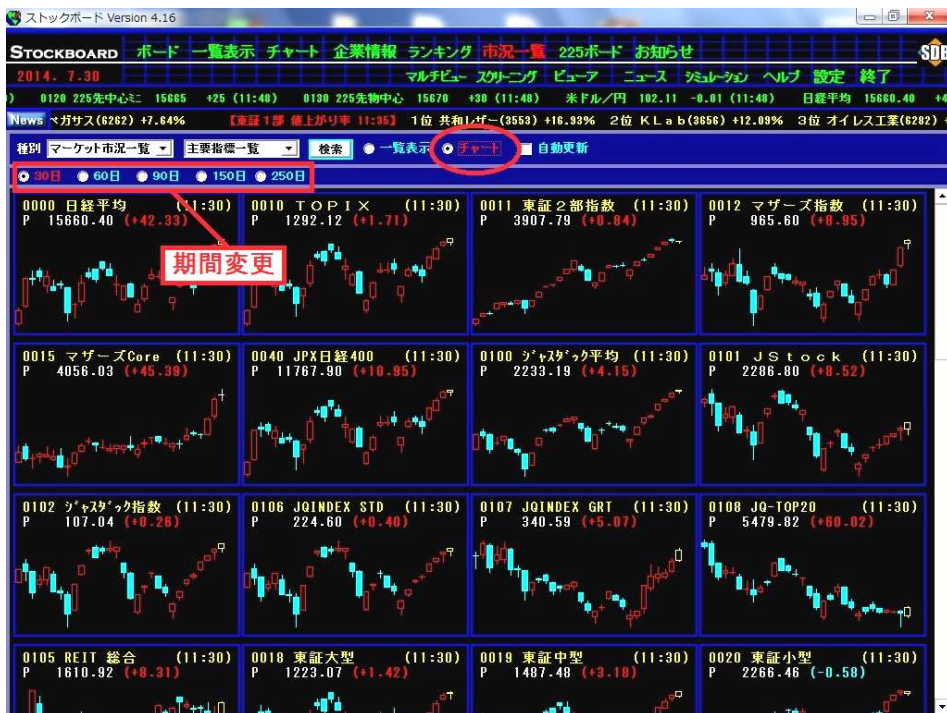 ストックボード Version 4.16
STOCKBOARD ボード 一覧表示 チャート 企業情報 ランキング 市況一覧 225ボード お知らせ
2014. 7.30 マルチビュー スクリーニング ビューア ニュース シミュレーション ヘルプ 設定 終了
) 0120 225先中心ミニ 15665 +25 (11:48) 0130 225先物中心 15670 +30 (11:48) 米ドル／円 102.11 -0.01 (11:48) 日経平均 15660.40
News ペガサス(6262) +7.64% 【東証１部 値上がり率 11:35】 1位 共和レザー(3553) +16.93% 2位 ＫＬａｂ(3656) +12.09% 3位 オイレス工業(6282)
種別 マーケット市況一覧 主要指標一覧 検索 一覧表示 チャート 自動更新
30日 60日 90日 150日 250日
期間変更
0000 日経平均 (11:30) 0010 ＴＯＰＩＸ (11:30) 0011 東証２部指数 (11:30) 0012 マザーズ指数 (11:30)
P 15660.40 (+42.33) P 1292.12 (+1.71) P 3907.79 (+0.84) P 965.60 (+8.95)
0015 マザーズCore (11:30) 0040 JPX日経400 (11:30) 0100 ジャスダック平均 (11:30) 0101 ＪＳｔｏｃｋ (11:30)
P 4056.03 (+45.39) P 11767.90 (+10.95) P 2233.19 (+4.15) P 2286.80 (+8.52)
0102 ジャスダック指数 (11:30) 0106 JQINDEX STD (11:30) 0107 JQINDEX GRT (11:30) 0108 JQ-TOP20 (11:30)
P 107.04 (+0.26) P 224.60 (+0.40) P 340.59 (+5.07) P 5479.82 (+60.02)
0105 REIT 総合 (11:30) 0018 東証大型 (11:30) 0019 東証中型 (11:30) 0020 東証小型 (11:30)
P 1610.92 (+8.31) P 1223.07 (+1.42) P 1487.48 (+3.18) P 2266.46 (-0.58)